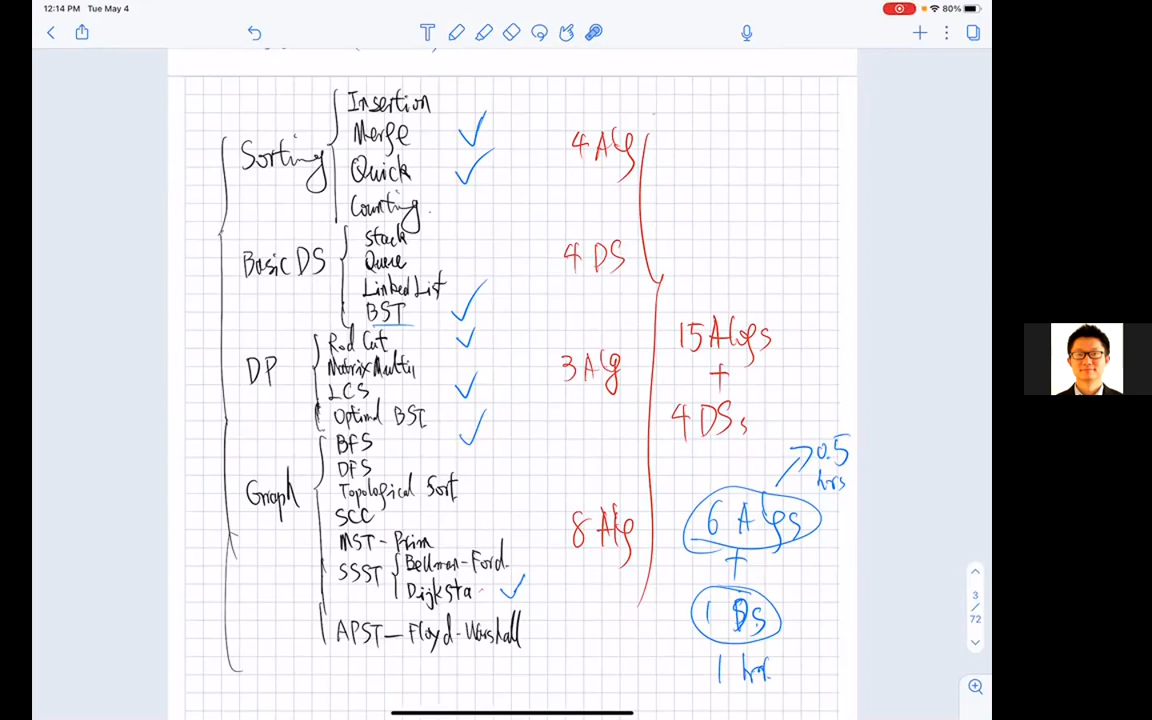 12:14 PM Tue May 4
80%
Sorting
Insertion
Merge
Quick
Counting
4 Alg
Basic DS
Stack
Queue
Linked List
BST
4 DS
DP
Rod Cut
Matrix Multi
LCS
Optimal BST
3 Alg
Graph
BFS
DFS
Topological Sort
SCC
MST - Prim
SSST
Bellman-Ford
Dijksta
APST - Floyd-Warshall
8 Alg
15 Algs
+
4 DSs
6 Algs
0.5
hrs
+
1 DS
1 hr.
3
/
72